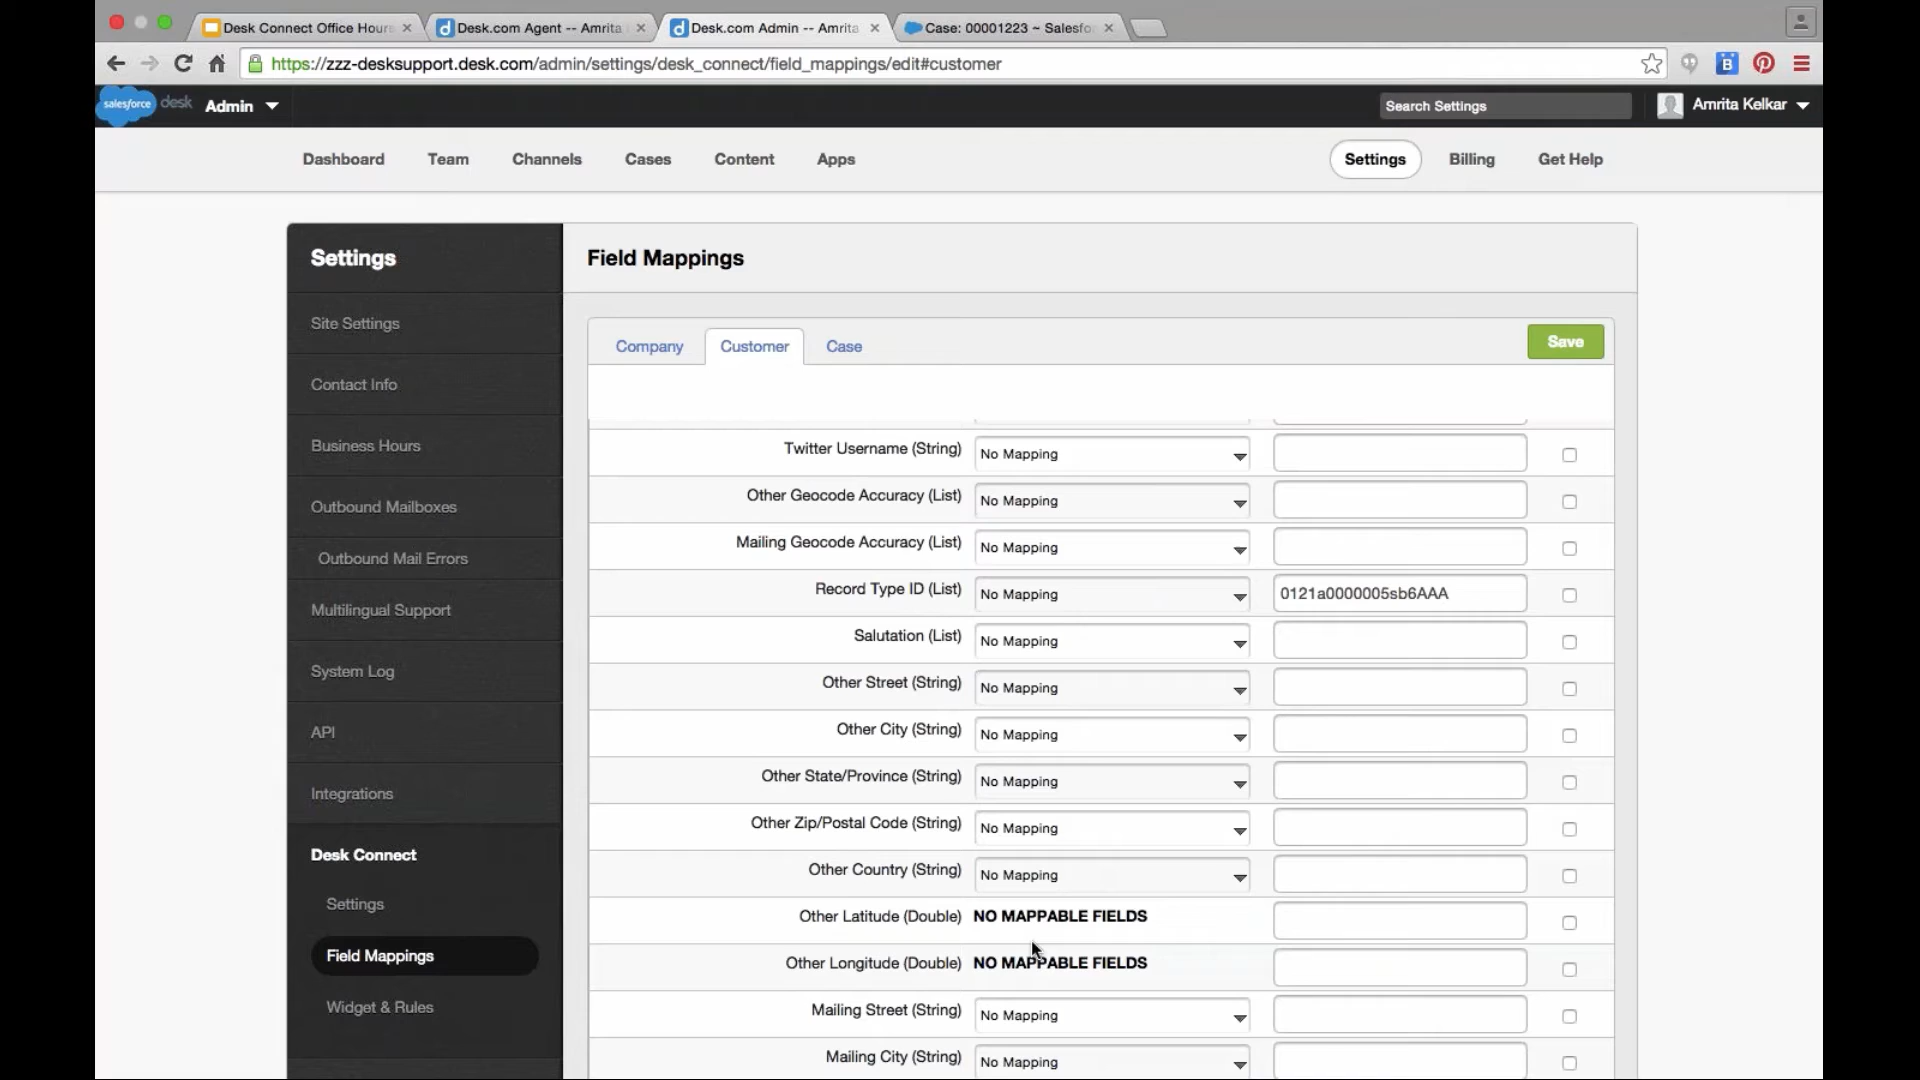 Desk Connect Office Hours
Desk.com Agent -- Amrita
Desk.com Admin -- Amrita
Case: 00001223 ~ Salesfo
https://zzz-desksupport.desk.com/admin/settings/desk_connect/field_mappings/edit#customer
B
salesforce desk Admin
Search Settings
Amrita Kelkar
Dashboard Team Channels Cases Content Apps Settings Billing Get Help
Settings
Site Settings
Contact Info
Business Hours
Outbound Mailboxes
Outbound Mail Errors
Multilingual Support
System Log
API
Integrations
Desk Connect
Settings
Field Mappings
Widget & Rules
Field Mappings
Company Customer Case Save
Twitter Username (String) No Mapping
Other Geocode Accuracy (List) No Mapping
Mailing Geocode Accuracy (List) No Mapping
Record Type ID (List) No Mapping 0121a0000005sb6AAA
Salutation (List) No Mapping
Other Street (String) No Mapping
Other City (String) No Mapping
Other State/Province (String) No Mapping
Other Zip/Postal Code (String) No Mapping
Other Country (String) No Mapping
Other Latitude (Double) NO MAPPABLE FIELDS
Other Longitude (Double) NO MAPPABLE FIELDS
Mailing Street (String) No Mapping
Mailing City (String) No Mapping